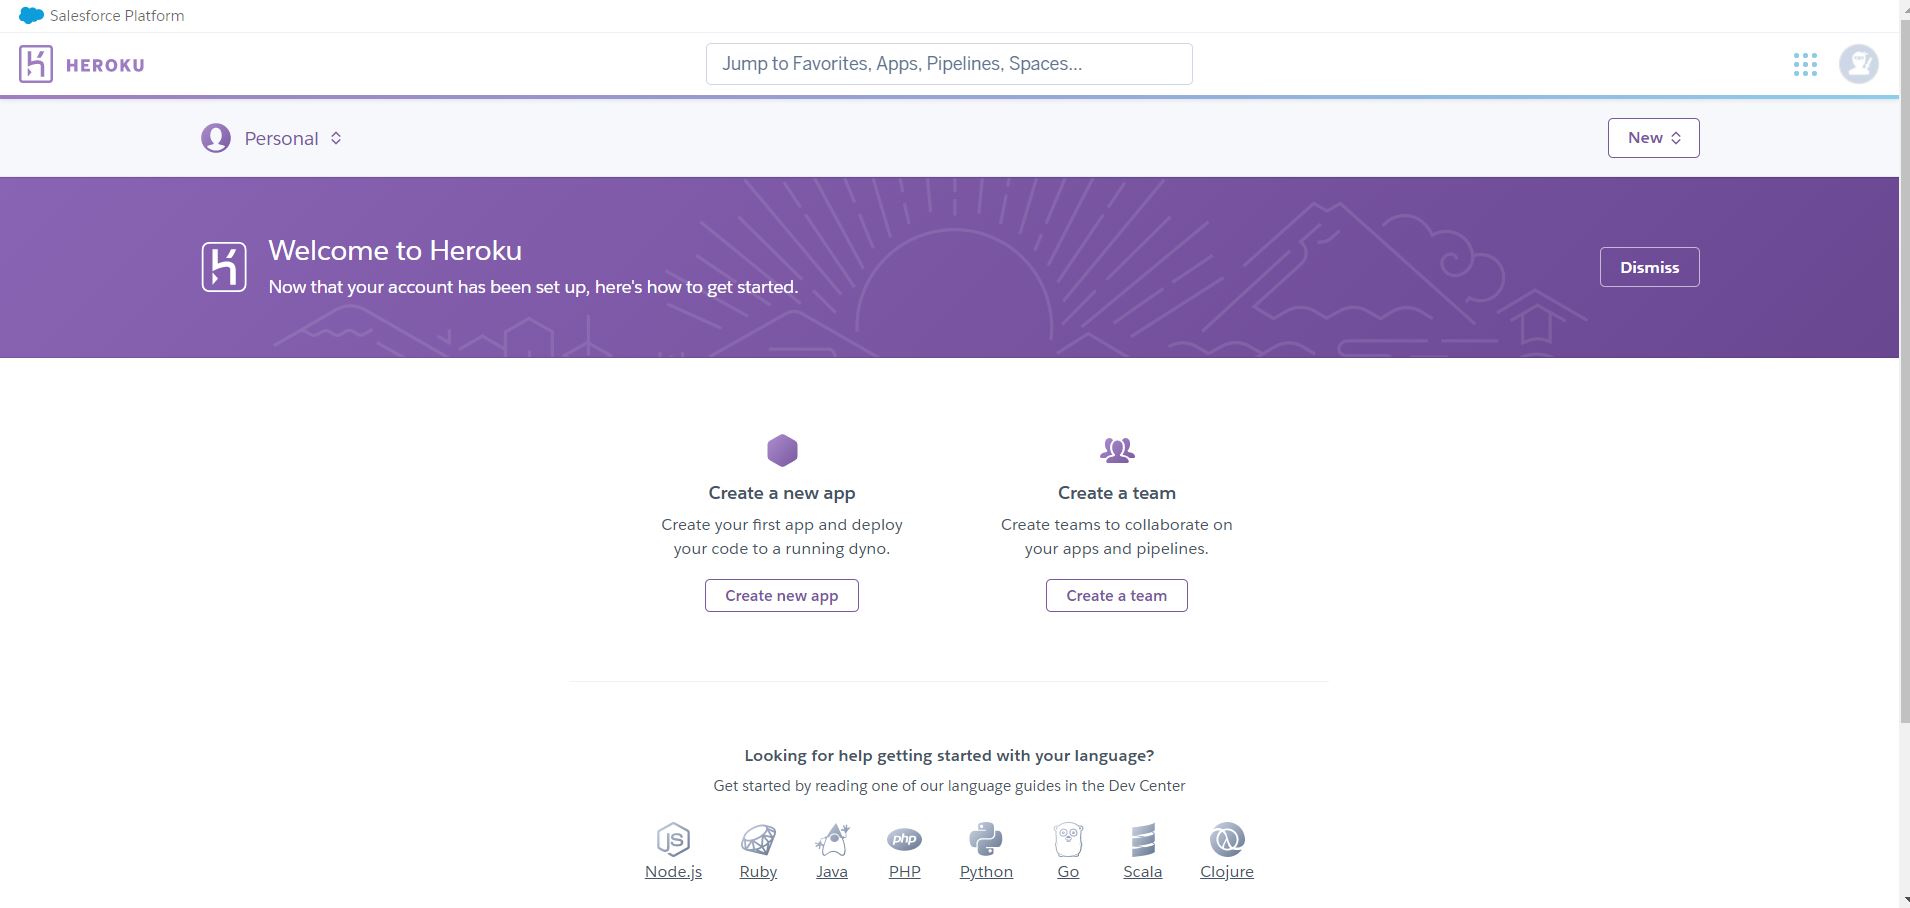 Salesforce Platform
HEROKU
Jump to Favorites, Apps, Pipelines, Spaces...
Personal
New
Welcome to Heroku
Now that your account has been set up, here's how to get started.
Dismiss
Create a new app
Create your first app and deploy
your code to a running dyno.
Create new app
Create a team
Create teams to collaborate on
your apps and pipelines.
Create a team
Looking for help getting started with your language?
Get started by reading one of our language guides in the Dev Center
JS
php
Node.js Ruby Java PHP Python Go Scala Clojure